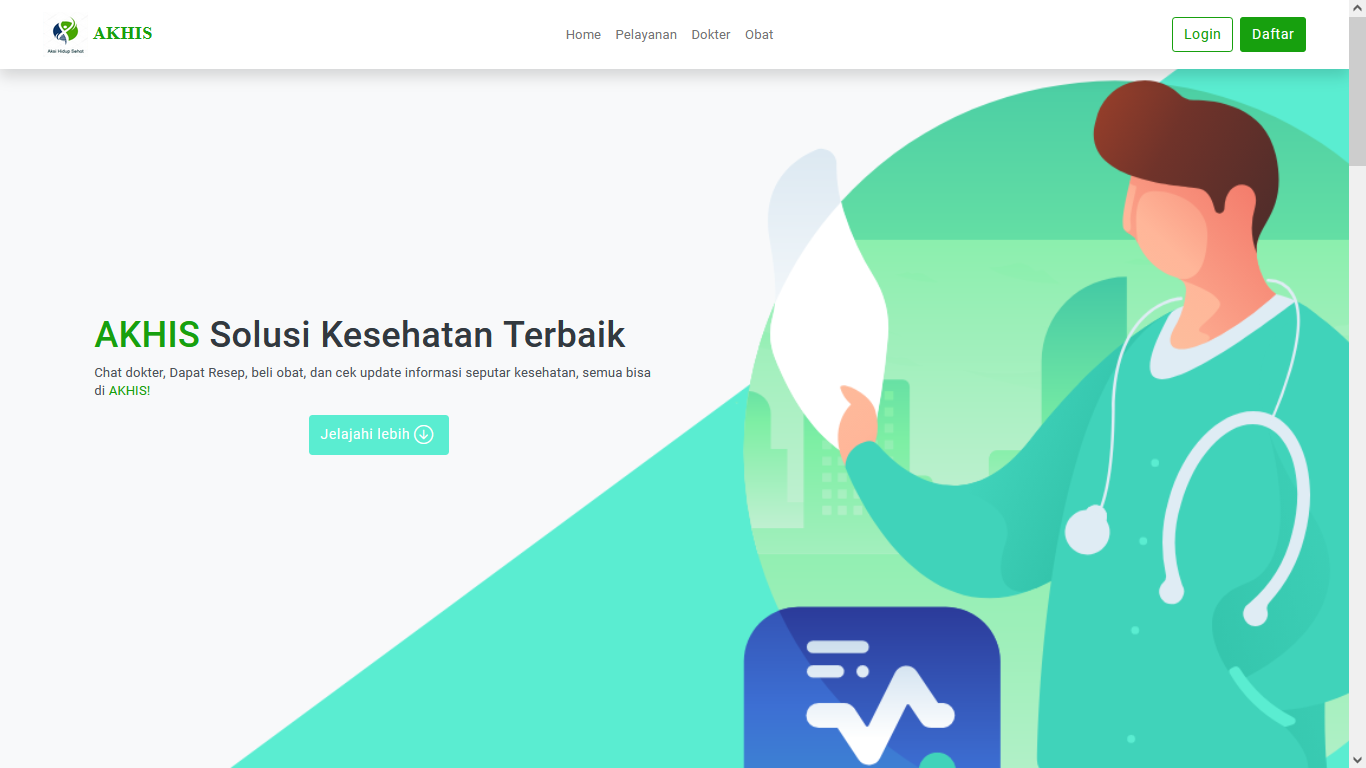 AKHIS
Aksi Hidup Sehat
Home Pelayanan Dokter Obat
Login
Daftar
AKHIS Solusi Kesehatan Terbaik
Chat dokter, Dapat Resep, beli obat, dan cek update informasi seputar kesehatan, semua bisa
di AKHIS!
Jelajahi lebih